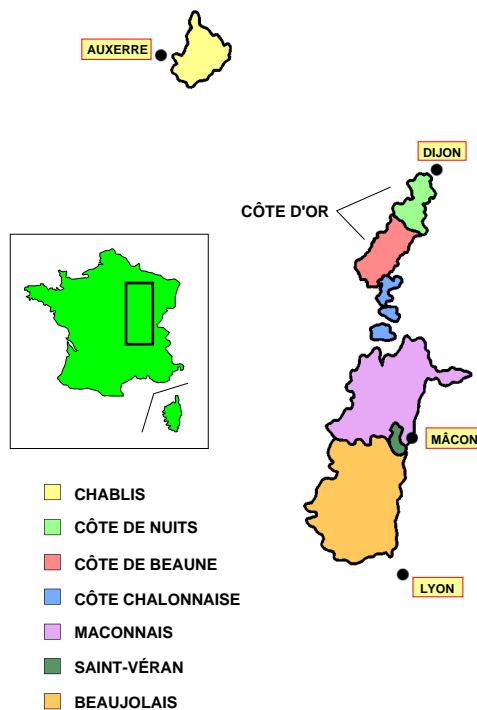 AUXERRE
DIJON
CÔTE D'OR
MÂCON
CHABLIS
CÔTE DE NUITS
CÔTE DE BEAUNE
CÔTE CHALONNAISE
MACONNAIS
SAINT-VÉRAN
BEAUJOLAIS
LYON